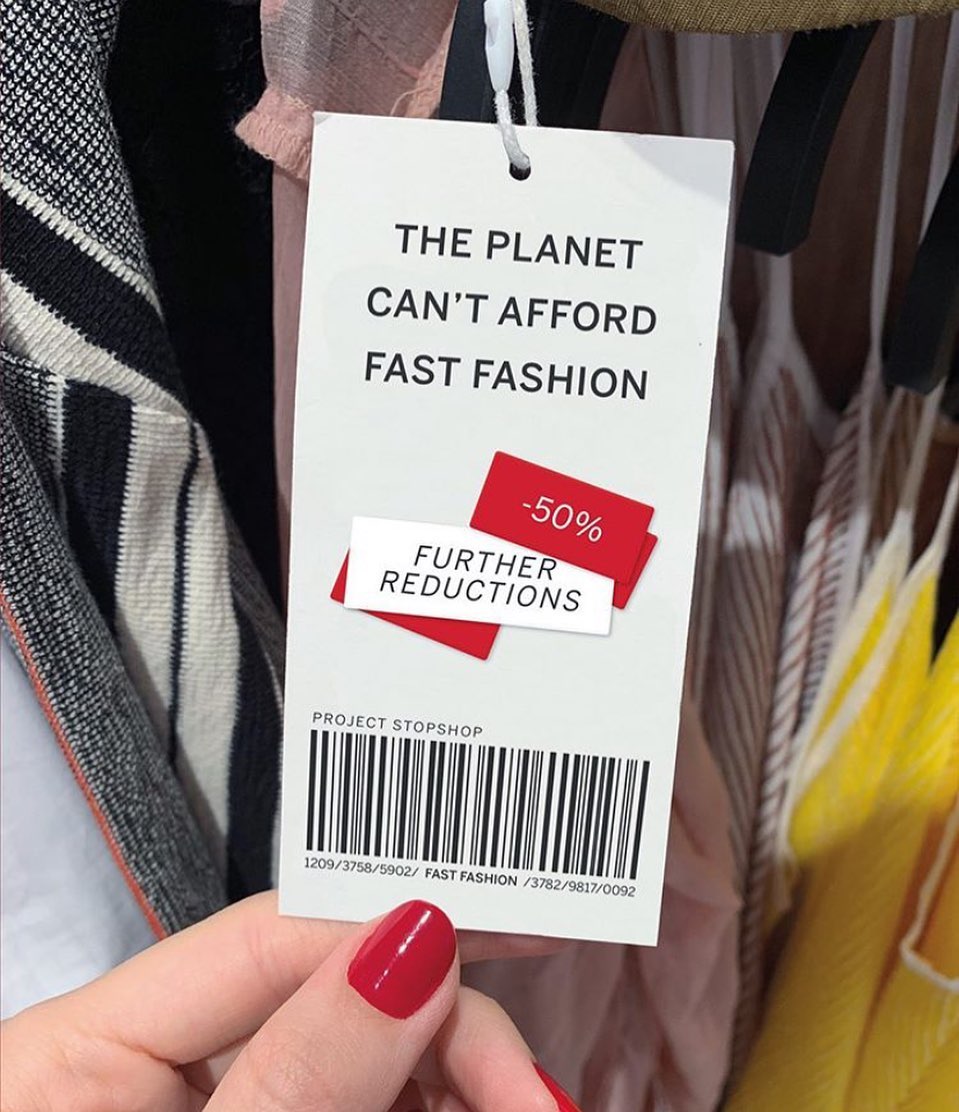 THE PLANET
CAN'T AFFORD
FAST FASHION
-50%
FURTHER
REDUCTIONS
PROJECT STOPSHOP
1209/3758/5902/ FAST FASHION /3782/9817/0092